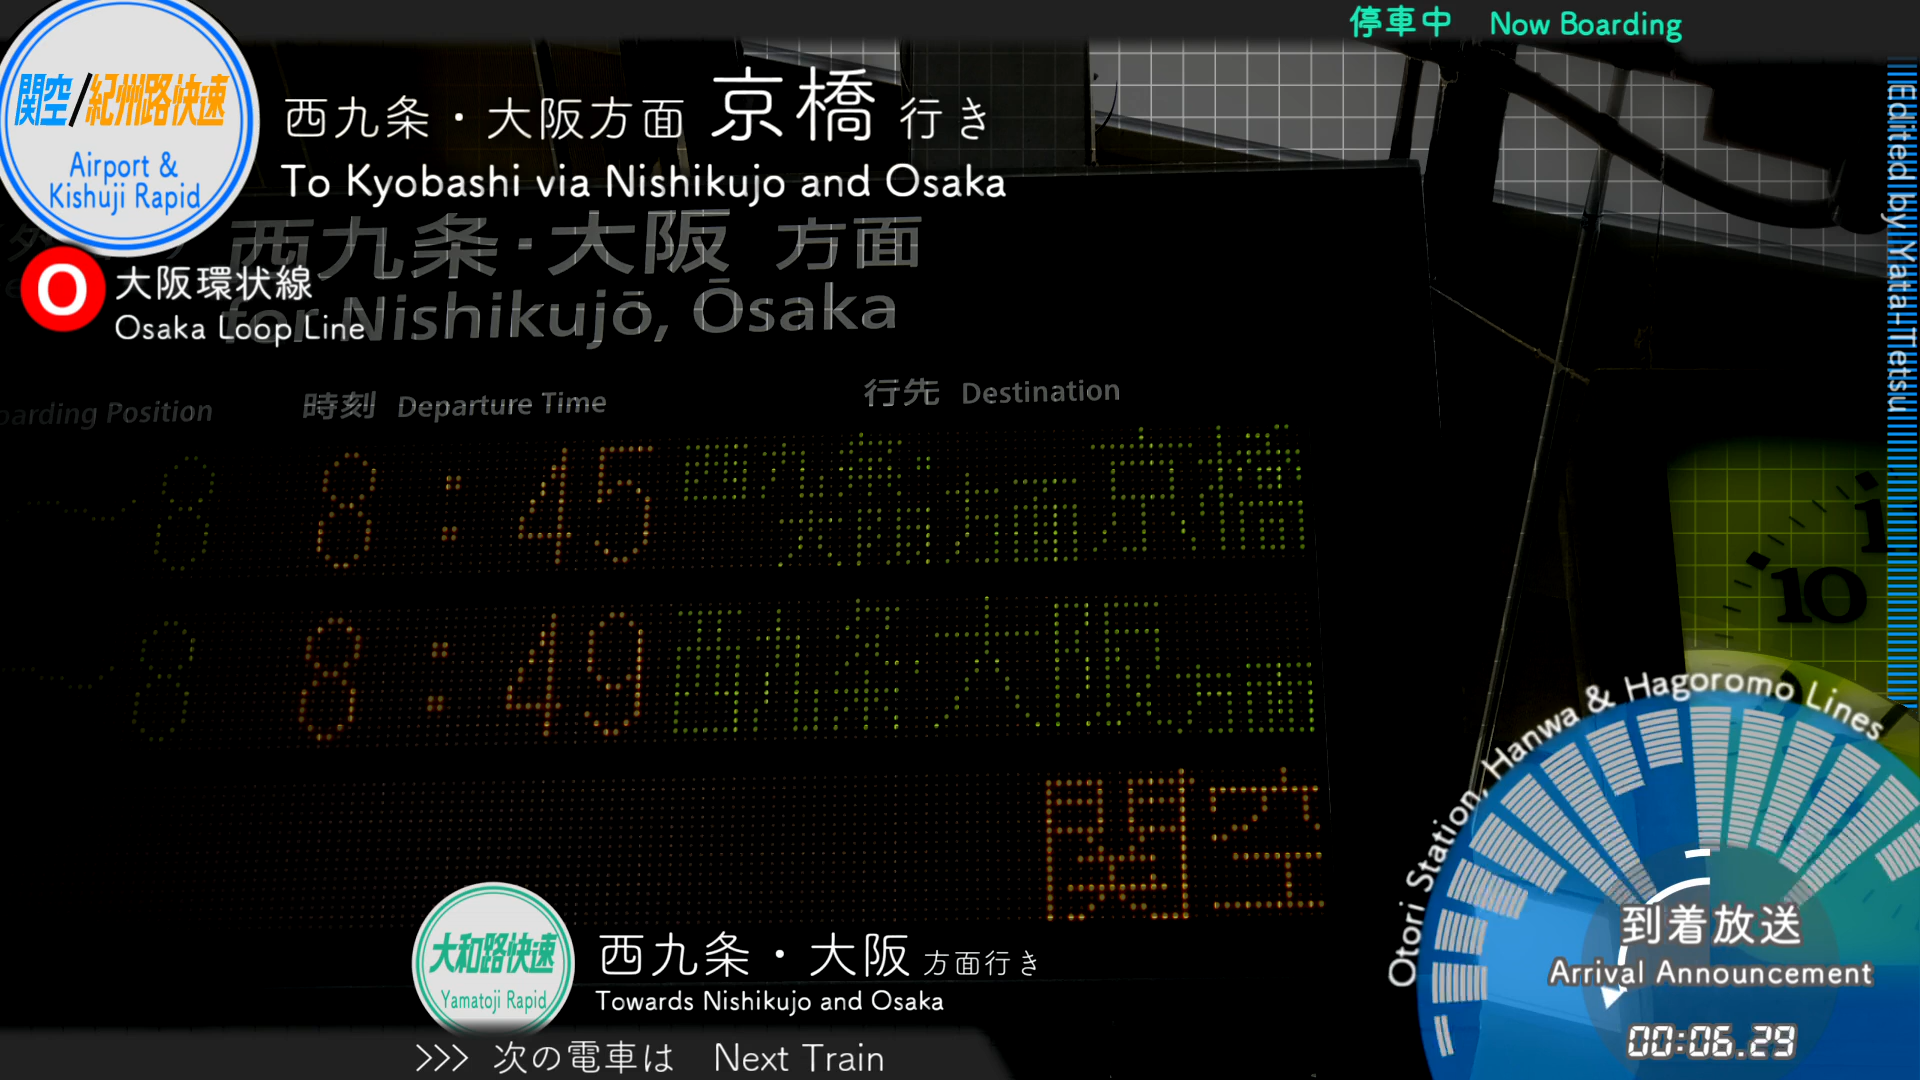 停車中 Now Boarding
関空/紀州路快速
Airport &
Kishuji Rapid
西九条・大阪方面 京橋 行き
To Kyobashi via Nishikujo and Osaka
O 大阪環状線
Osaka Loop Line
西九条・大阪 方面
for Nishikujō, Ōsaka
Boarding Position 時刻 Departure Time 行先 Destination
8 8:45 西九条・大阪方面 京橋
8 8:49 西九条・大阪方面
関空
大和路快速
Yamatoji Rapid
西九条・大阪 方面行き
Towards Nishikujo and Osaka
>>> 次の電車は Next Train
Edited by Yata-Tetsu
10
Otori Station, Hanwa & Hagoromo Lines
到着放送
Arrival Announcement
00:06.29